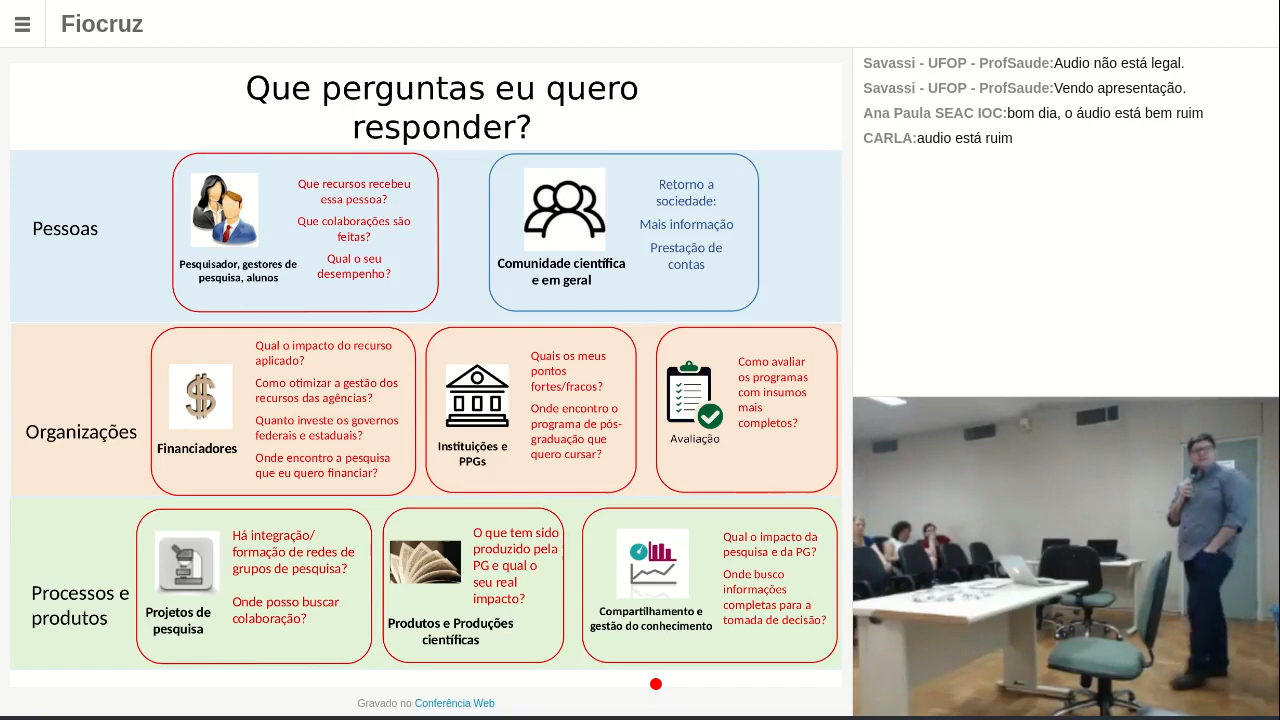 Fiocruz
Que perguntas eu quero
responder?
Pessoas
Pesquisador, gestores de
pesquisa, alunos
Que recursos recebeu
essa pessoa?
Que colaborações são
feitas?
Qual o seu
desempenho?
Comunidade científica
e em geral
Retorno a
sociedade:
Mais informação
Prestação de
contas
Organizações
Financiadores
Qual o impacto do recurso
aplicado?
Como otimizar a gestão dos
recursos das agências?
Quanto investe os governos
federais e estaduais?
Onde encontro a pesquisa
que eu quero financiar?
Instituições e
PPGs
Quais os meus
pontos
fortes/fracos?
Onde encontro o
programa de pós-
graduação que
quero cursar?
Avaliação
Como avaliar
os programas
com insumos
mais
completos?
Processos e
produtos
Projetos de
pesquisa
Há integração/
formação de redes de
grupos de pesquisa?
Onde posso buscar
colaboração?
Produtos e Produções
científicas
O que tem sido
produzido pela
PG e qual o
seu real
impacto?
Compartilhamento e
gestão do conhecimento
Qual o impacto da
pesquisa e da PG?
Onde busco
informações
completas para a
tomada de decisão?
Gravado no Conferência Web
Savassi - UFOP - ProfSaude:Audio não está legal.
Savassi - UFOP - ProfSaude:Vendo apresentação.
Ana Paula SEAC IOC:bom dia, o áudio está bem ruim
CARLA:audio está ruim